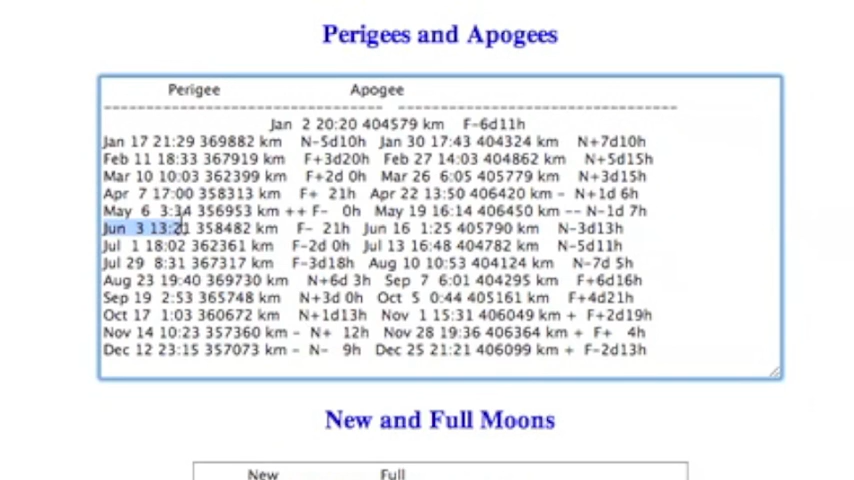 Perigees and Apogees
Perigee Apogee
-------------------------------- --------------------------------
Jan 2 20:20 404579 km F-6d11h
Jan 17 21:29 369882 km N-5d10h Jan 30 17:43 404324 km N+7d10h
Feb 11 18:33 367919 km F+3d20h Feb 27 14:03 404862 km N+5d15h
Mar 10 10:03 362399 km F+2d 0h Mar 26 6:05 405779 km N+3d15h
Apr 7 17:00 358313 km F+ 21h Apr 22 13:50 406420 km - N+1d 6h
May 6 3:34 356953 km ++ F- 0h May 19 16:14 406450 km -- N-1d 7h
Jun 3 13:21 358482 km F- 21h Jun 16 1:25 405790 km N-3d13h
Jul 1 18:02 362361 km F-2d 0h Jul 13 16:48 404782 km N-5d11h
Jul 29 8:31 367317 km F-3d18h Aug 10 10:53 404124 km N-7d 5h
Aug 23 19:40 369730 km N+6d 3h Sep 7 6:01 404295 km F+6d16h
Sep 19 2:53 365748 km N+3d 0h Oct 5 0:44 405161 km F+4d21h
Oct 17 1:03 360672 km N+1d13h Nov 1 15:31 406049 km + F+2d19h
Nov 14 10:23 357360 km - N+ 12h Nov 28 19:36 406364 km + F+ 4h
Dec 12 23:15 357073 km - N- 9h Dec 25 21:21 406099 km + F-2d13h
New and Full Moons
New Full